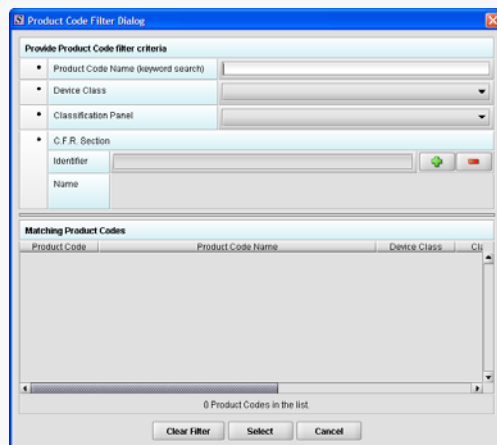 Product Code Filter Dialog
Provide Product Code filter criteria
• Product Code Name (keyword search)
• Device Class
• Classification Panel
• C.F.R. Section
Identifier
Name
Matching Product Codes
Product Code Product Code Name Device Class Cla
0 Product Codes in the list.
Clear Filter Select Cancel